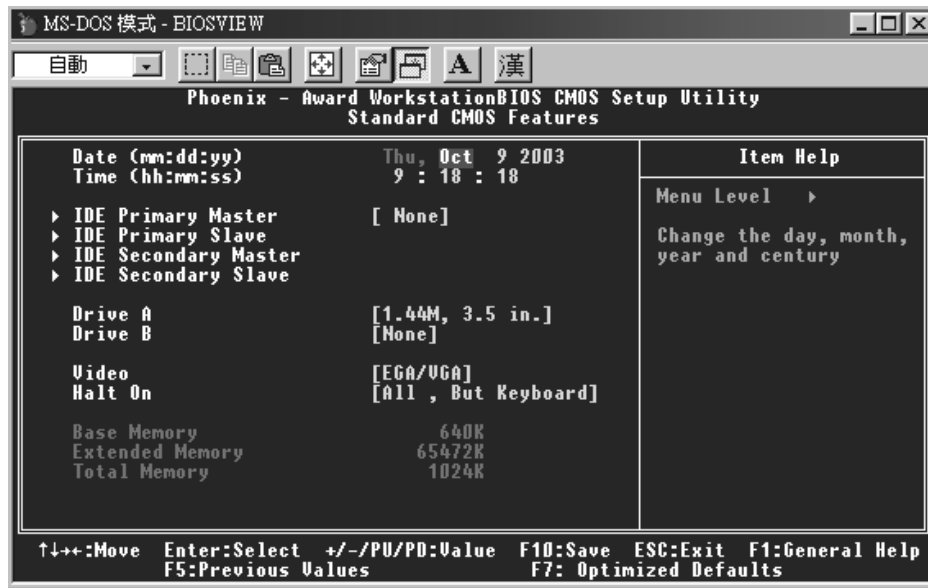 MS-DOS 模式 - BIOSVIEW
自動
A 漢
Phoenix - Award WorkstationBIOS CMOS Setup Utility
Standard CMOS Features
Date (mm:dd:yy) Thu, Oct 9 2003
Time (hh:mm:ss) 9 : 18 : 18
▸ IDE Primary Master [ None]
▸ IDE Primary Slave
▸ IDE Secondary Master
▸ IDE Secondary Slave
Drive A [1.44M, 3.5 in.]
Drive B [None]
Video [EGA/VGA]
Halt On [All , But Keyboard]
Base Memory 640K
Extended Memory 65472K
Total Memory 1024K
Item Help
Menu Level ▸
Change the day, month,
year and century
↑↓→←:Move Enter:Select +/-/PU/PD:Value F10:Save ESC:Exit F1:General Help
F5:Previous Values F7: Optimized Defaults